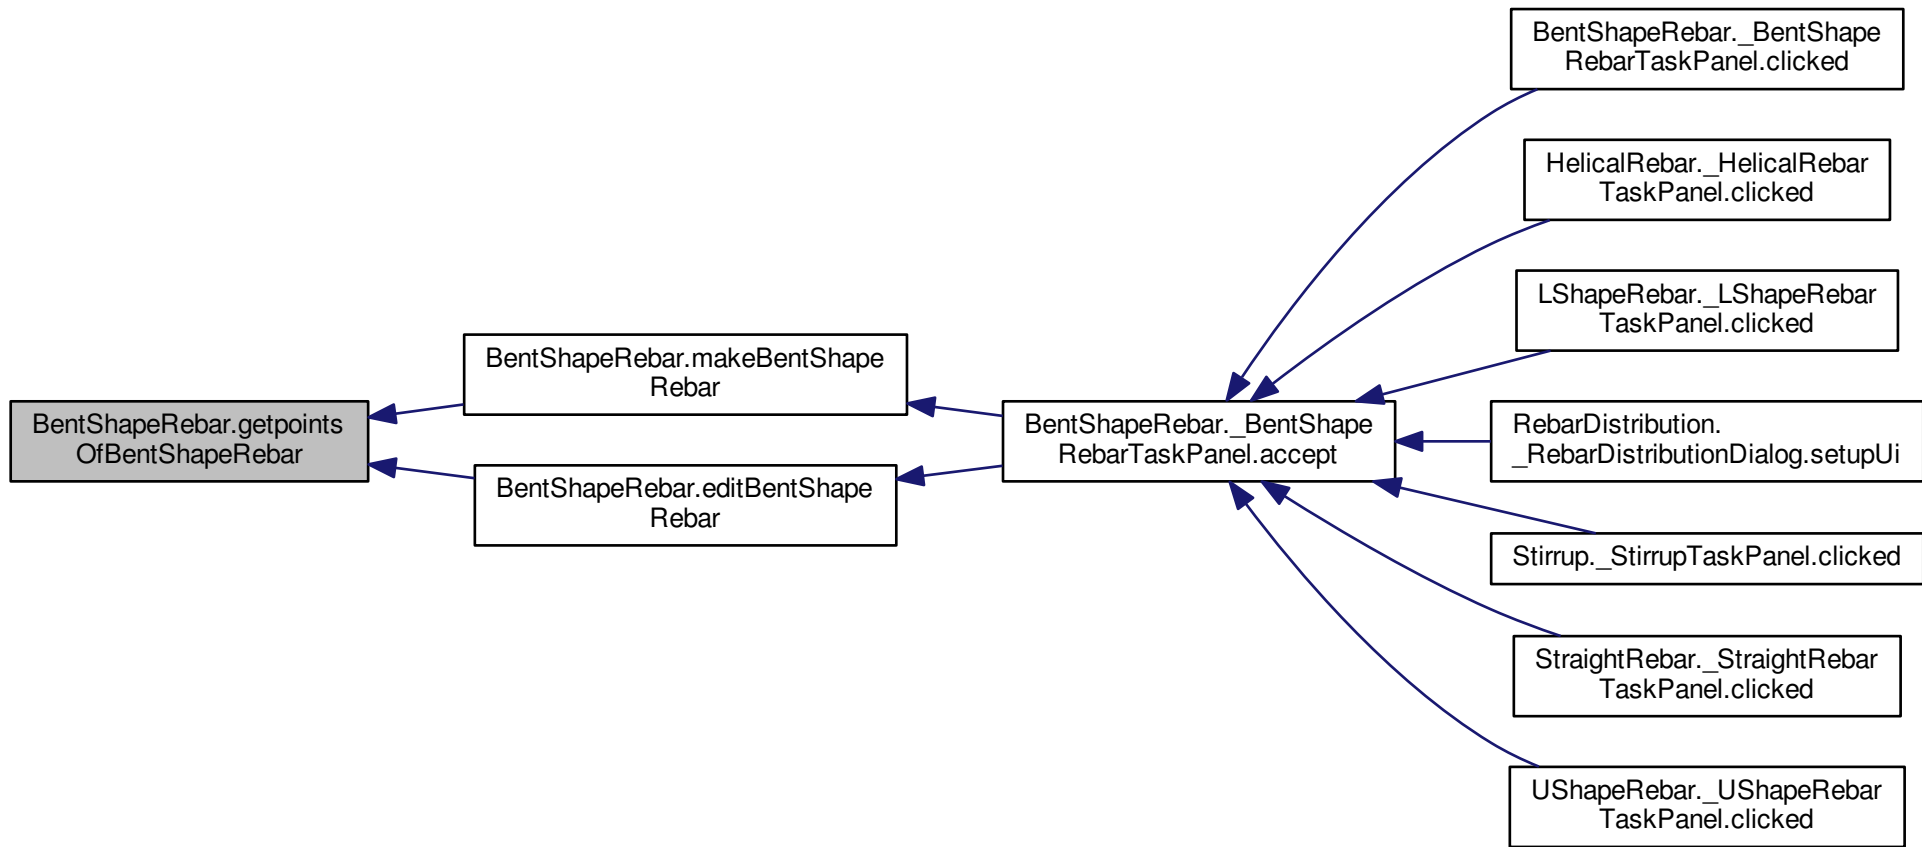 BentShapeRebar.getpoints
OfBentShapeRebar
BentShapeRebar.makeBentShape
Rebar
BentShapeRebar.editBentShape
Rebar
BentShapeRebar._BentShape
RebarTaskPanel.accept
BentShapeRebar._BentShape
RebarTaskPanel.clicked
HelicalRebar._HelicalRebar
TaskPanel.clicked
LShapeRebar._LShapeRebar
TaskPanel.clicked
RebarDistribution.
_RebarDistributionDialog.setupUi
Stirrup._StirrupTaskPanel.clicked
StraightRebar._StraightRebar
TaskPanel.clicked
UShapeRebar._UShapeRebar
TaskPanel.clicked